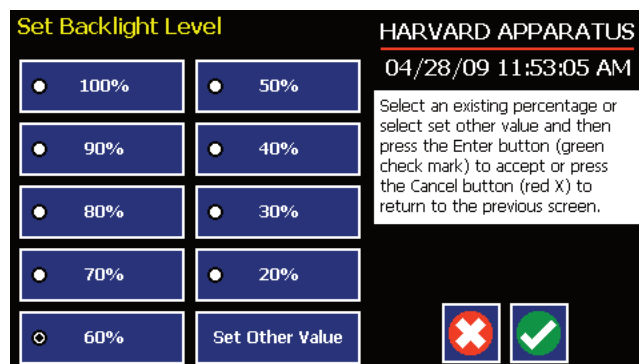 Set Backlight Level
100%
90%
80%
70%
60%
50%
40%
30%
20%
Set Other Value
HARVARD APPARATUS
04/28/09 11:53:05 AM
Select an existing percentage or
select set other value and then
press the Enter button (green
check mark) to accept or press
the Cancel button (red X) to
return to the previous screen.